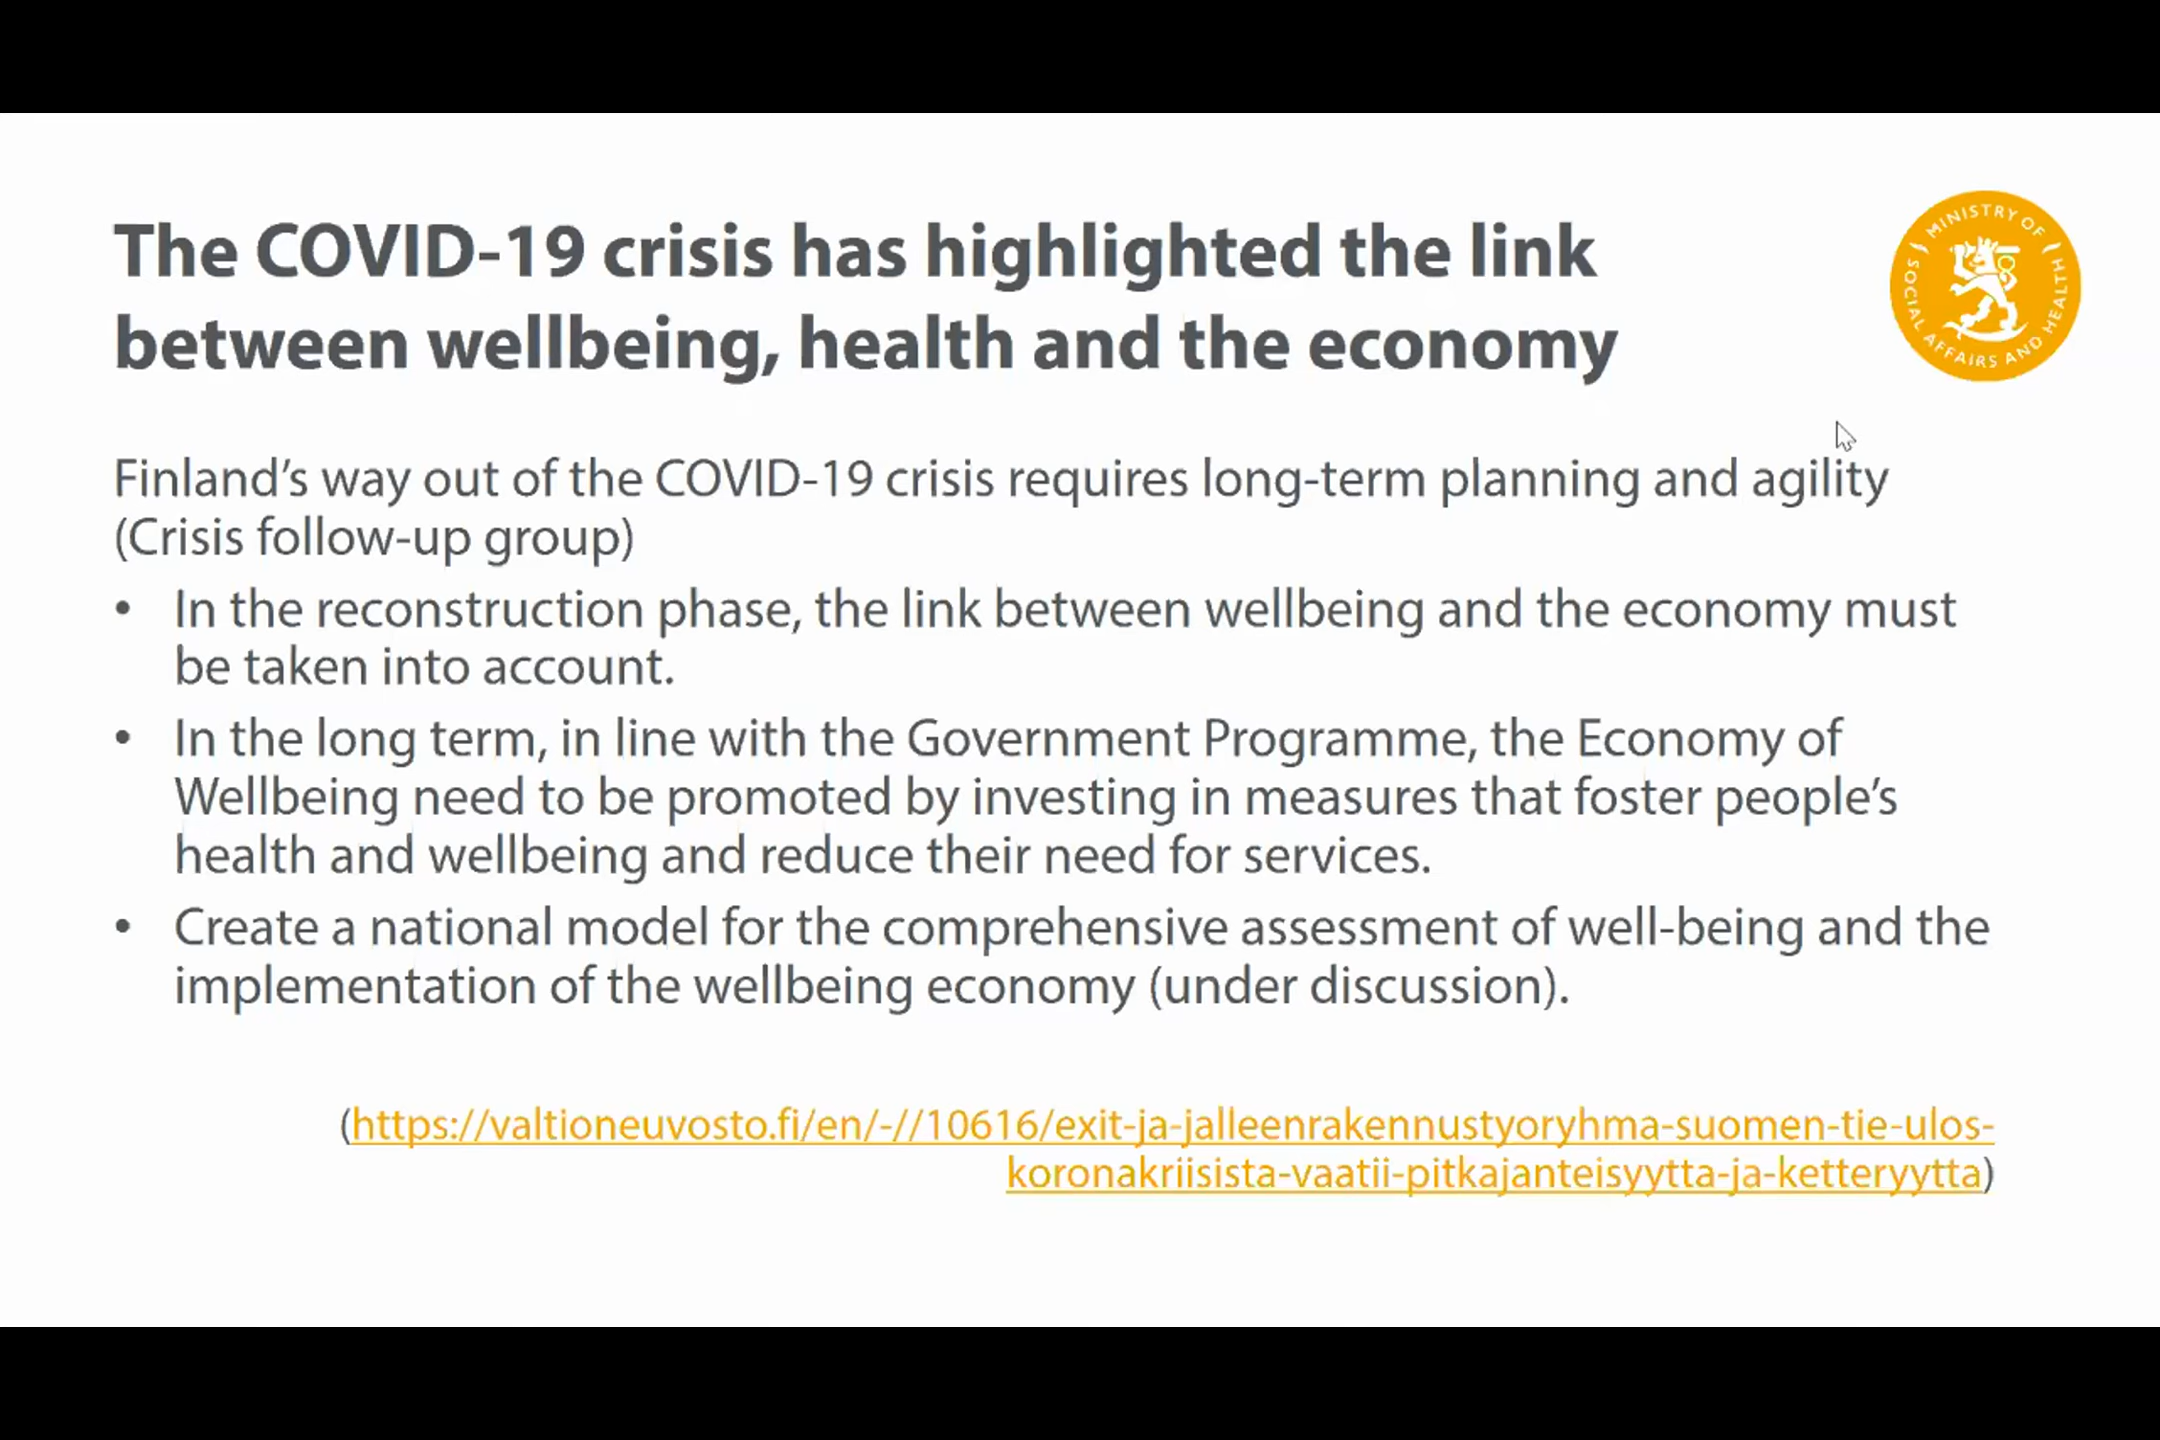 The COVID-19 crisis has highlighted the link
between wellbeing, health and the economy
MINISTRY OF
SOCIAL AFFAIRS AND HEALTH
Finland's way out of the COVID-19 crisis requires long-term planning and agility
(Crisis follow-up group)
• In the reconstruction phase, the link between wellbeing and the economy must
be taken into account.
• In the long term, in line with the Government Programme, the Economy of
Wellbeing need to be promoted by investing in measures that foster people's
health and wellbeing and reduce their need for services.
• Create a national model for the comprehensive assessment of well-being and the
implementation of the wellbeing economy (under discussion).
(https://valtioneuvosto.fi/en/-//10616/exit-ja-jalleenrakennustyoryhma-suomen-tie-ulos-
koronakriisista-vaatii-pitkajanteisyytta-ja-ketteryytta)